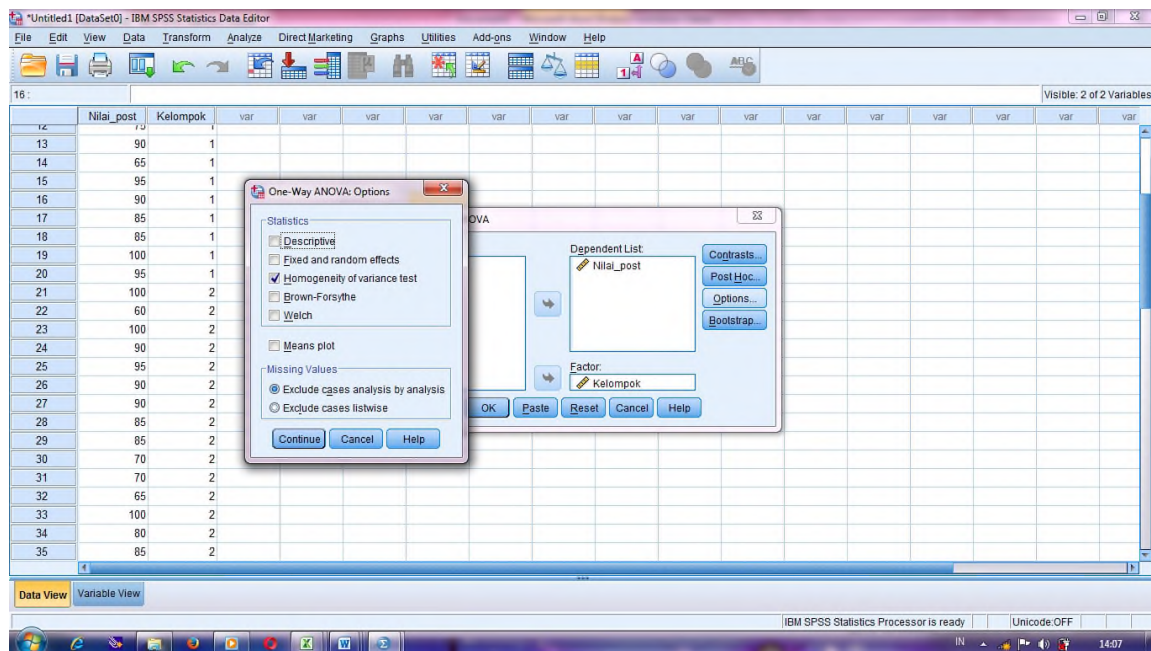 *Untitled1 [DataSet0] - IBM SPSS Statistics Data Editor
File Edit View Data Transform Analyze Direct Marketing Graphs Utilities Add-ons Window Help
16 :
Visible: 2 of 2 Variables
Nilai_post Kelompok var var var var var var var var var var var var var var
12 75 1
13 90 1
14 65 1
15 95 1
16 90 1
17 85 1
18 85 1
19 100 1
20 95 1
21 100 2
22 60 2
23 100 2
24 90 2
25 95 2
26 90 2
27 90 2
28 85 2
29 85 2
30 70 2
31 70 2
32 65 2
33 100 2
34 80 2
35 85 2
One-Way ANOVA: Options
Statistics
Descriptive
Fixed and random effects
Homogeneity of variance test
Brown-Forsythe
Welch
Means plot
Missing Values
Exclude cases analysis by analysis
Exclude cases listwise
Continue Cancel Help
OVA
Dependent List:
Nilai_post
Factor:
Kelompok
Contrasts...
Post Hoc...
Options...
Bootstrap...
OK Paste Reset Cancel Help
Data View Variable View
IBM SPSS Statistics Processor is ready Unicode:OFF
IN 14:07